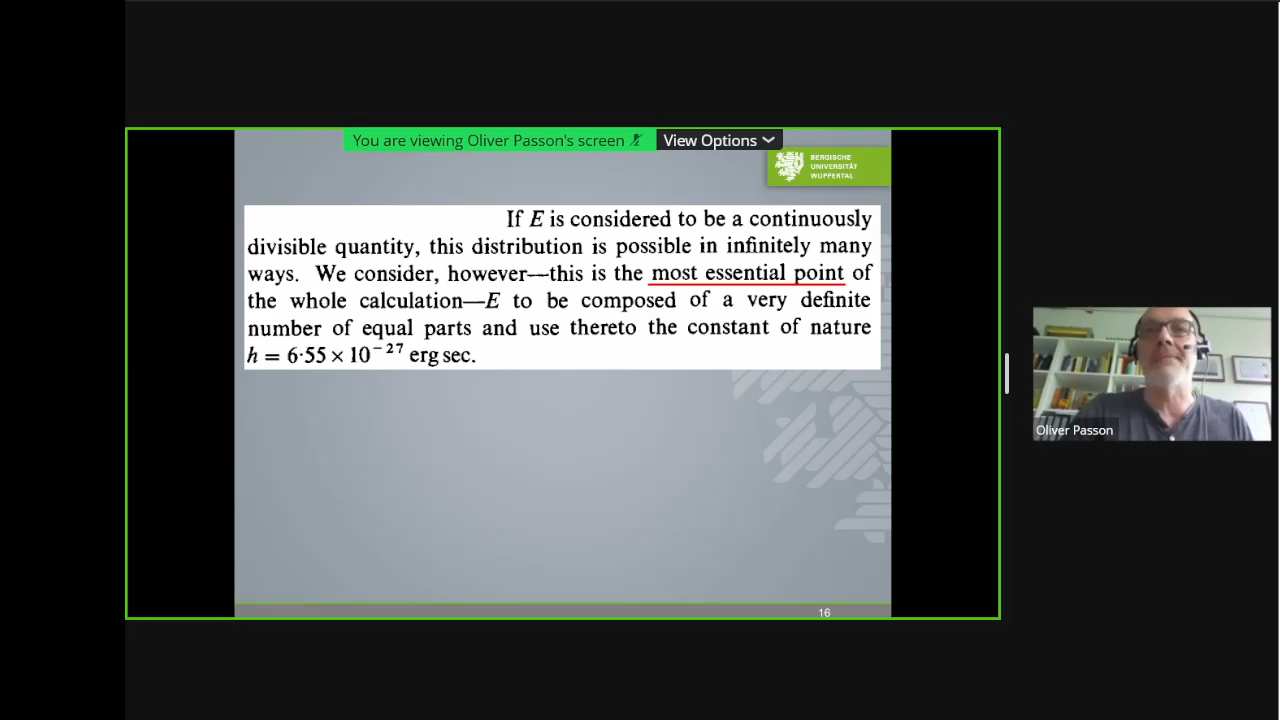 You are viewing Oliver Passon's screen
View Options
BERGISCHE
UNIVERSITÄT
WUPPERTAL
If E is considered to be a continuously
divisible quantity, this distribution is possible in infinitely many
ways. We consider, however—this is the most essential point of
the whole calculation—E to be composed of a very definite
number of equal parts and use thereto the constant of nature
h = 6·55 × 10⁻²⁷ erg sec.
Oliver Passon
16